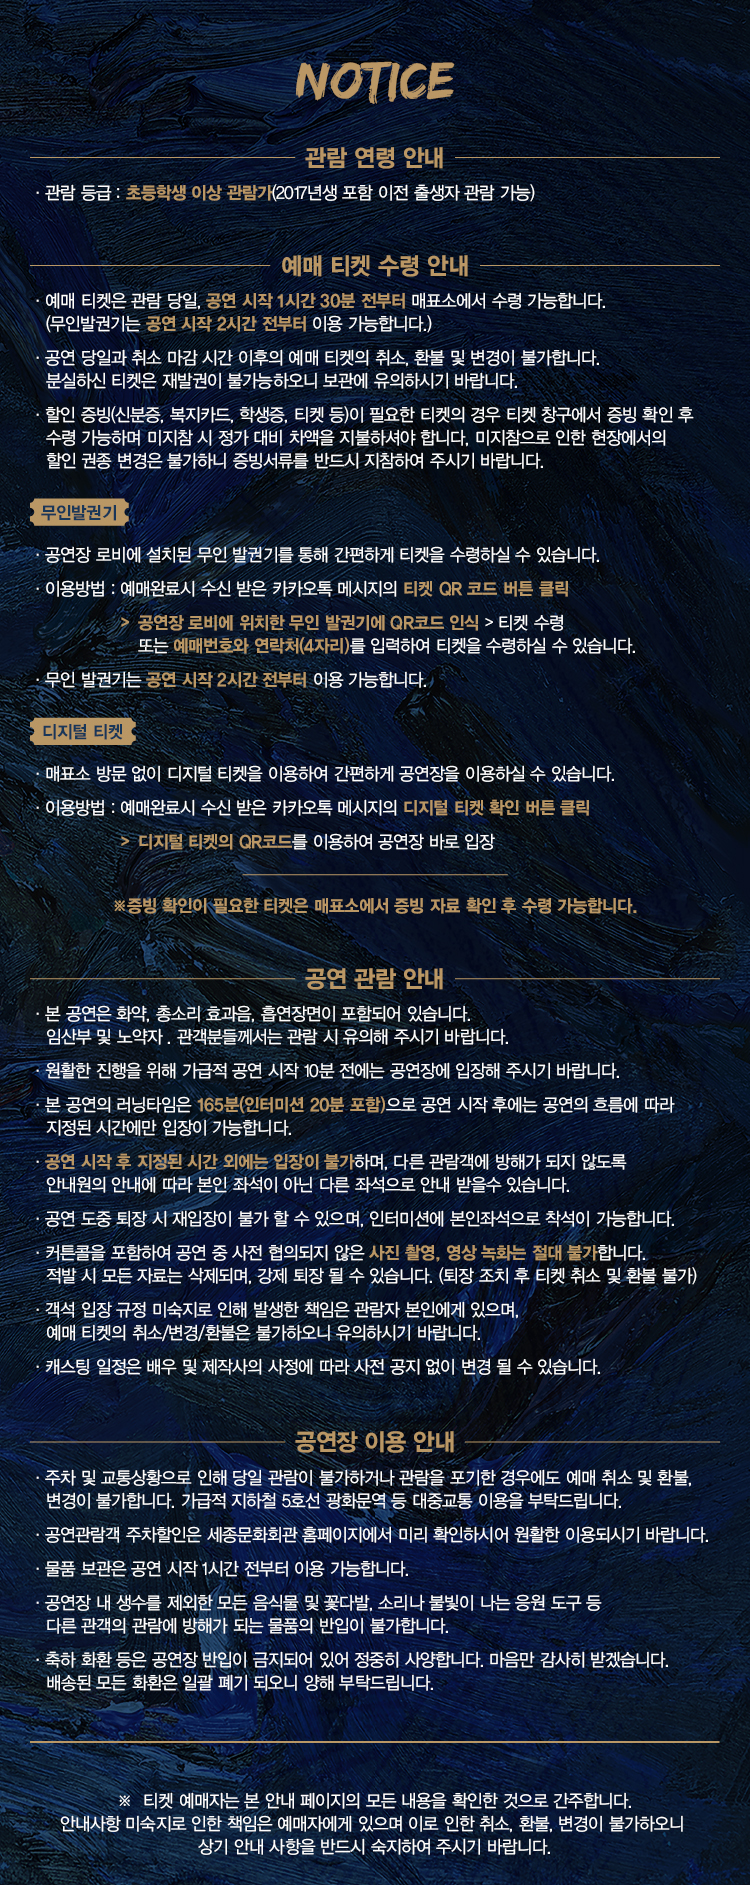 NOTICE
관람 연령 안내
· 관람 등급 : 초등학생 이상 관람가(2017년생 포함 이전 출생자 관람 가능)
예매 티켓 수령 안내
· 예매 티켓은 관람 당일, 공연 시작 1시간 30분 전부터 매표소에서 수령 가능합니다.
(무인발권기는 공연 시작 2시간 전부터 이용 가능합니다.)
· 공연 당일과 취소 마감 시간 이후의 예매 티켓의 취소, 환불 및 변경이 불가합니다.
분실하신 티켓은 재발권이 불가능하오니 보관에 유의하시기 바랍니다.
· 할인 증빙(신분증, 복지카드, 학생증, 티켓 등)이 필요한 티켓의 경우 티켓 창구에서 증빙 확인 후
수령 가능하며 미지참 시 정가 대비 차액을 지불하셔야 합니다, 미지참으로 인한 현장에서의
할인 권종 변경은 불가하니 증빙서류를 반드시 지참하여 주시기 바랍니다.
무인발권기
· 공연장 로비에 설치된 무인 발권기를 통해 간편하게 티켓을 수령하실 수 있습니다.
· 이용방법 : 예매완료시 수신 받은 카카오톡 메시지의 티켓 QR 코드 버튼 클릭
> 공연장 로비에 위치한 무인 발권기에 QR코드 인식 > 티켓 수령
또는 예매번호와 연락처(4자리)를 입력하여 티켓을 수령하실 수 있습니다.
· 무인 발권기는 공연 시작 2시간 전부터 이용 가능합니다.
디지털 티켓
· 매표소 방문 없이 디지털 티켓을 이용하여 간편하게 공연장을 이용하실 수 있습니다.
· 이용방법 : 예매완료시 수신 받은 카카오톡 메시지의 디지털 티켓 확인 버튼 클릭
> 디지털 티켓의 QR코드를 이용하여 공연장 바로 입장
※증빙 확인이 필요한 티켓은 매표소에서 증빙 자료 확인 후 수령 가능합니다.
공연 관람 안내
· 본 공연은 화약, 총소리 효과음, 흡연장면이 포함되어 있습니다.
임산부 및 노약자 . 관객분들께서는 관람 시 유의해 주시기 바랍니다.
· 원활한 진행을 위해 가급적 공연 시작 10분 전에는 공연장에 입장해 주시기 바랍니다.
· 본 공연의 러닝타임은 165분(인터미션 20분 포함)으로 공연 시작 후에는 공연의 흐름에 따라
지정된 시간에만 입장이 가능합니다.
· 공연 시작 후 지정된 시간 외에는 입장이 불가하며, 다른 관람객에 방해가 되지 않도록
안내원의 안내에 따라 본인 좌석이 아닌 다른 좌석으로 안내 받을수 있습니다.
· 공연 도중 퇴장 시 재입장이 불가 할 수 있으며, 인터미션에 본인좌석으로 착석이 가능합니다.
· 커튼콜을 포함하여 공연 중 사전 협의되지 않은 사진 촬영, 영상 녹화는 절대 불가합니다.
적발 시 모든 자료는 삭제되며, 강제 퇴장 될 수 있습니다. (퇴장 조치 후 티켓 취소 및 환불 불가)
· 객석 입장 규정 미숙지로 인해 발생한 책임은 관람자 본인에게 있으며,
예매 티켓의 취소/변경/환불은 불가하오니 유의하시기 바랍니다.
· 캐스팅 일정은 배우 및 제작사의 사정에 따라 사전 공지 없이 변경 될 수 있습니다.
공연장 이용 안내
· 주차 및 교통상황으로 인해 당일 관람이 불가하거나 관람을 포기한 경우에도 예매 취소 및 환불,
변경이 불가합니다. 가급적 지하철 5호선 광화문역 등 대중교통 이용을 부탁드립니다.
· 공연관람객 주차할인은 세종문화회관 홈페이지에서 미리 확인하시어 원활한 이용되시기 바랍니다.
· 물품 보관은 공연 시작 1시간 전부터 이용 가능합니다.
· 공연장 내 생수를 제외한 모든 음식물 및 꽃다발, 소리나 불빛이 나는 응원 도구 등
다른 관객의 관람에 방해가 되는 물품의 반입이 불가합니다.
· 축하 화환 등은 공연장 반입이 금지되어 있어 정중히 사양합니다. 마음만 감사히 받겠습니다.
배송된 모든 화환은 일괄 폐기 되오니 양해 부탁드립니다.
※ 티켓 예매자는 본 안내 페이지의 모든 내용을 확인한 것으로 간주합니다.
안내사항 미숙지로 인한 책임은 예매자에게 있으며 이로 인한 취소, 환불, 변경이 불가하오니
상기 안내 사항을 반드시 숙지하여 주시기 바랍니다.